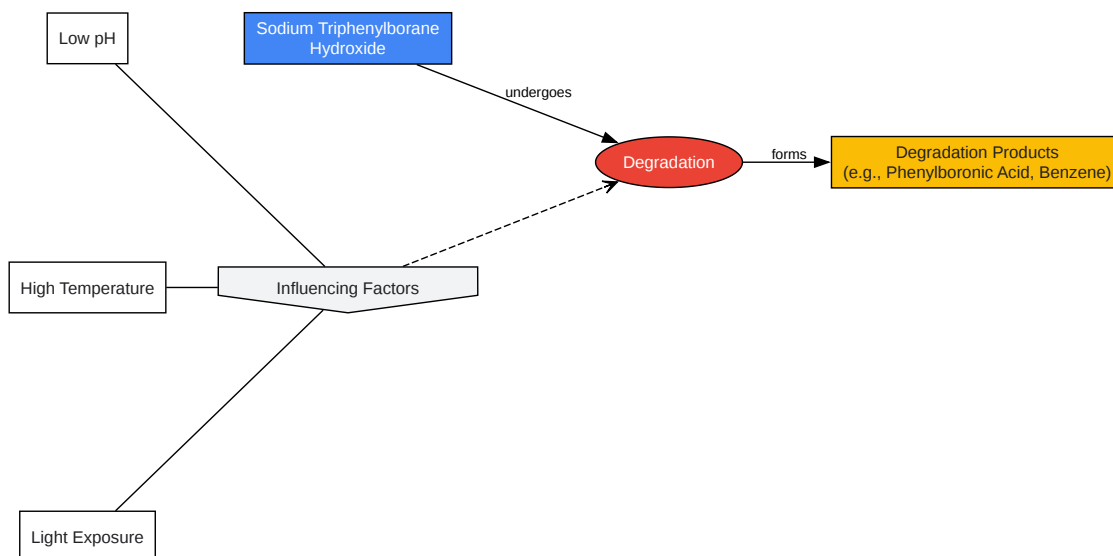 Low pH
Sodium Triphenylborane
Hydroxide
undergoes
Degradation
forms
Degradation Products
(e.g., Phenylboronic Acid, Benzene)
High Temperature
Influencing Factors
Light Exposure